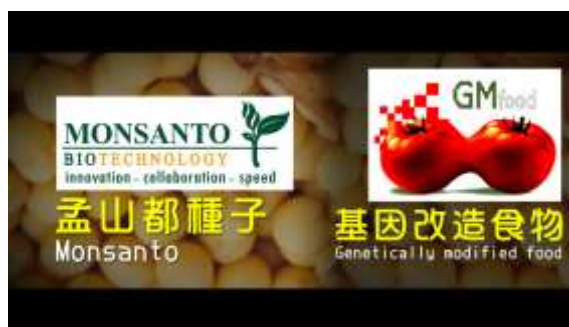 MONSANTO
BIOTECHNOLOGY
innovation - collaboration - speed
孟山都種子
Monsanto
GMfood
基因改造食物
Genetically modified food